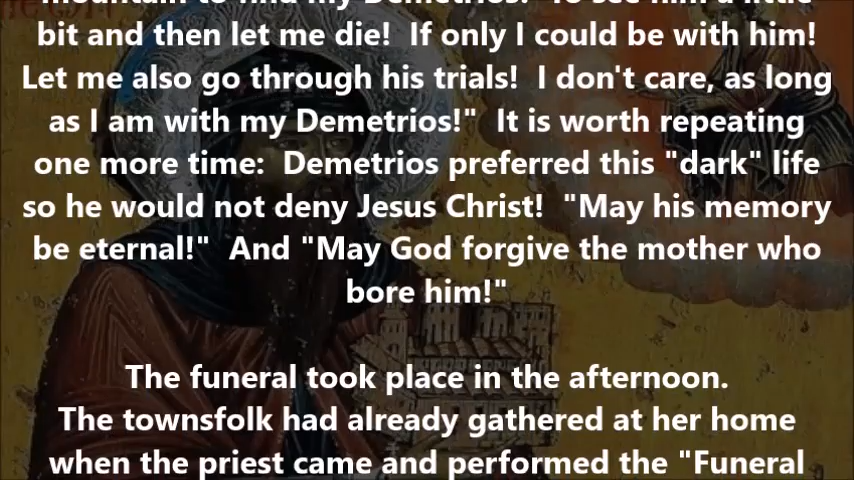 mountain to find my Demetrios! To see him a little
bit and then let me die! If only I could be with him!
Let me also go through his trials! I don't care, as long
as I am with my Demetrios!" It is worth repeating
one more time: Demetrios preferred this "dark" life
so he would not deny Jesus Christ! "May his memory
be eternal!" And "May God forgive the mother who
bore him!"
The funeral took place in the afternoon.
The townsfolk had already gathered at her home
when the priest came and performed the "Funeral